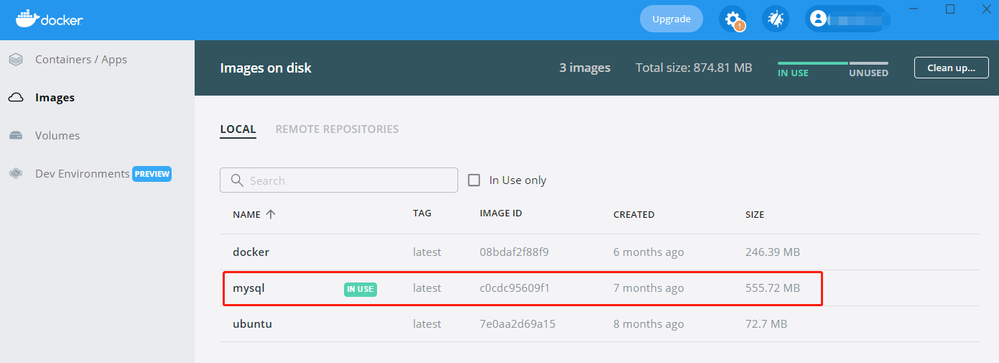 docker
Upgrade
Containers / Apps
Images
Volumes
Dev Environments PREVIEW
Images on disk
3 images
Total size: 874.81 MB
IN USE
UNUSED
Clean up...
LOCAL
REMOTE REPOSITORIES
Search
In Use only
NAME TAG IMAGE ID CREATED SIZE
docker latest 08bdaf2f88f9 6 months ago 246.39 MB
mysql IN USE latest c0cdc95609f1 7 months ago 555.72 MB
ubuntu latest 7e0aa2d69a15 8 months ago 72.7 MB